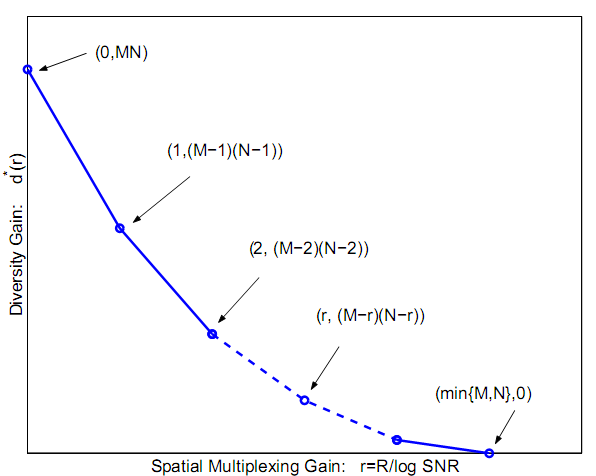 (0,MN)
(1,(M−1)(N−1))
(2, (M−2)(N−2))
(r, (M−r)(N−r))
(min{M,N},0)
Diversity Gain: d*(r)
Spatial Multiplexing Gain: r=R/log SNR